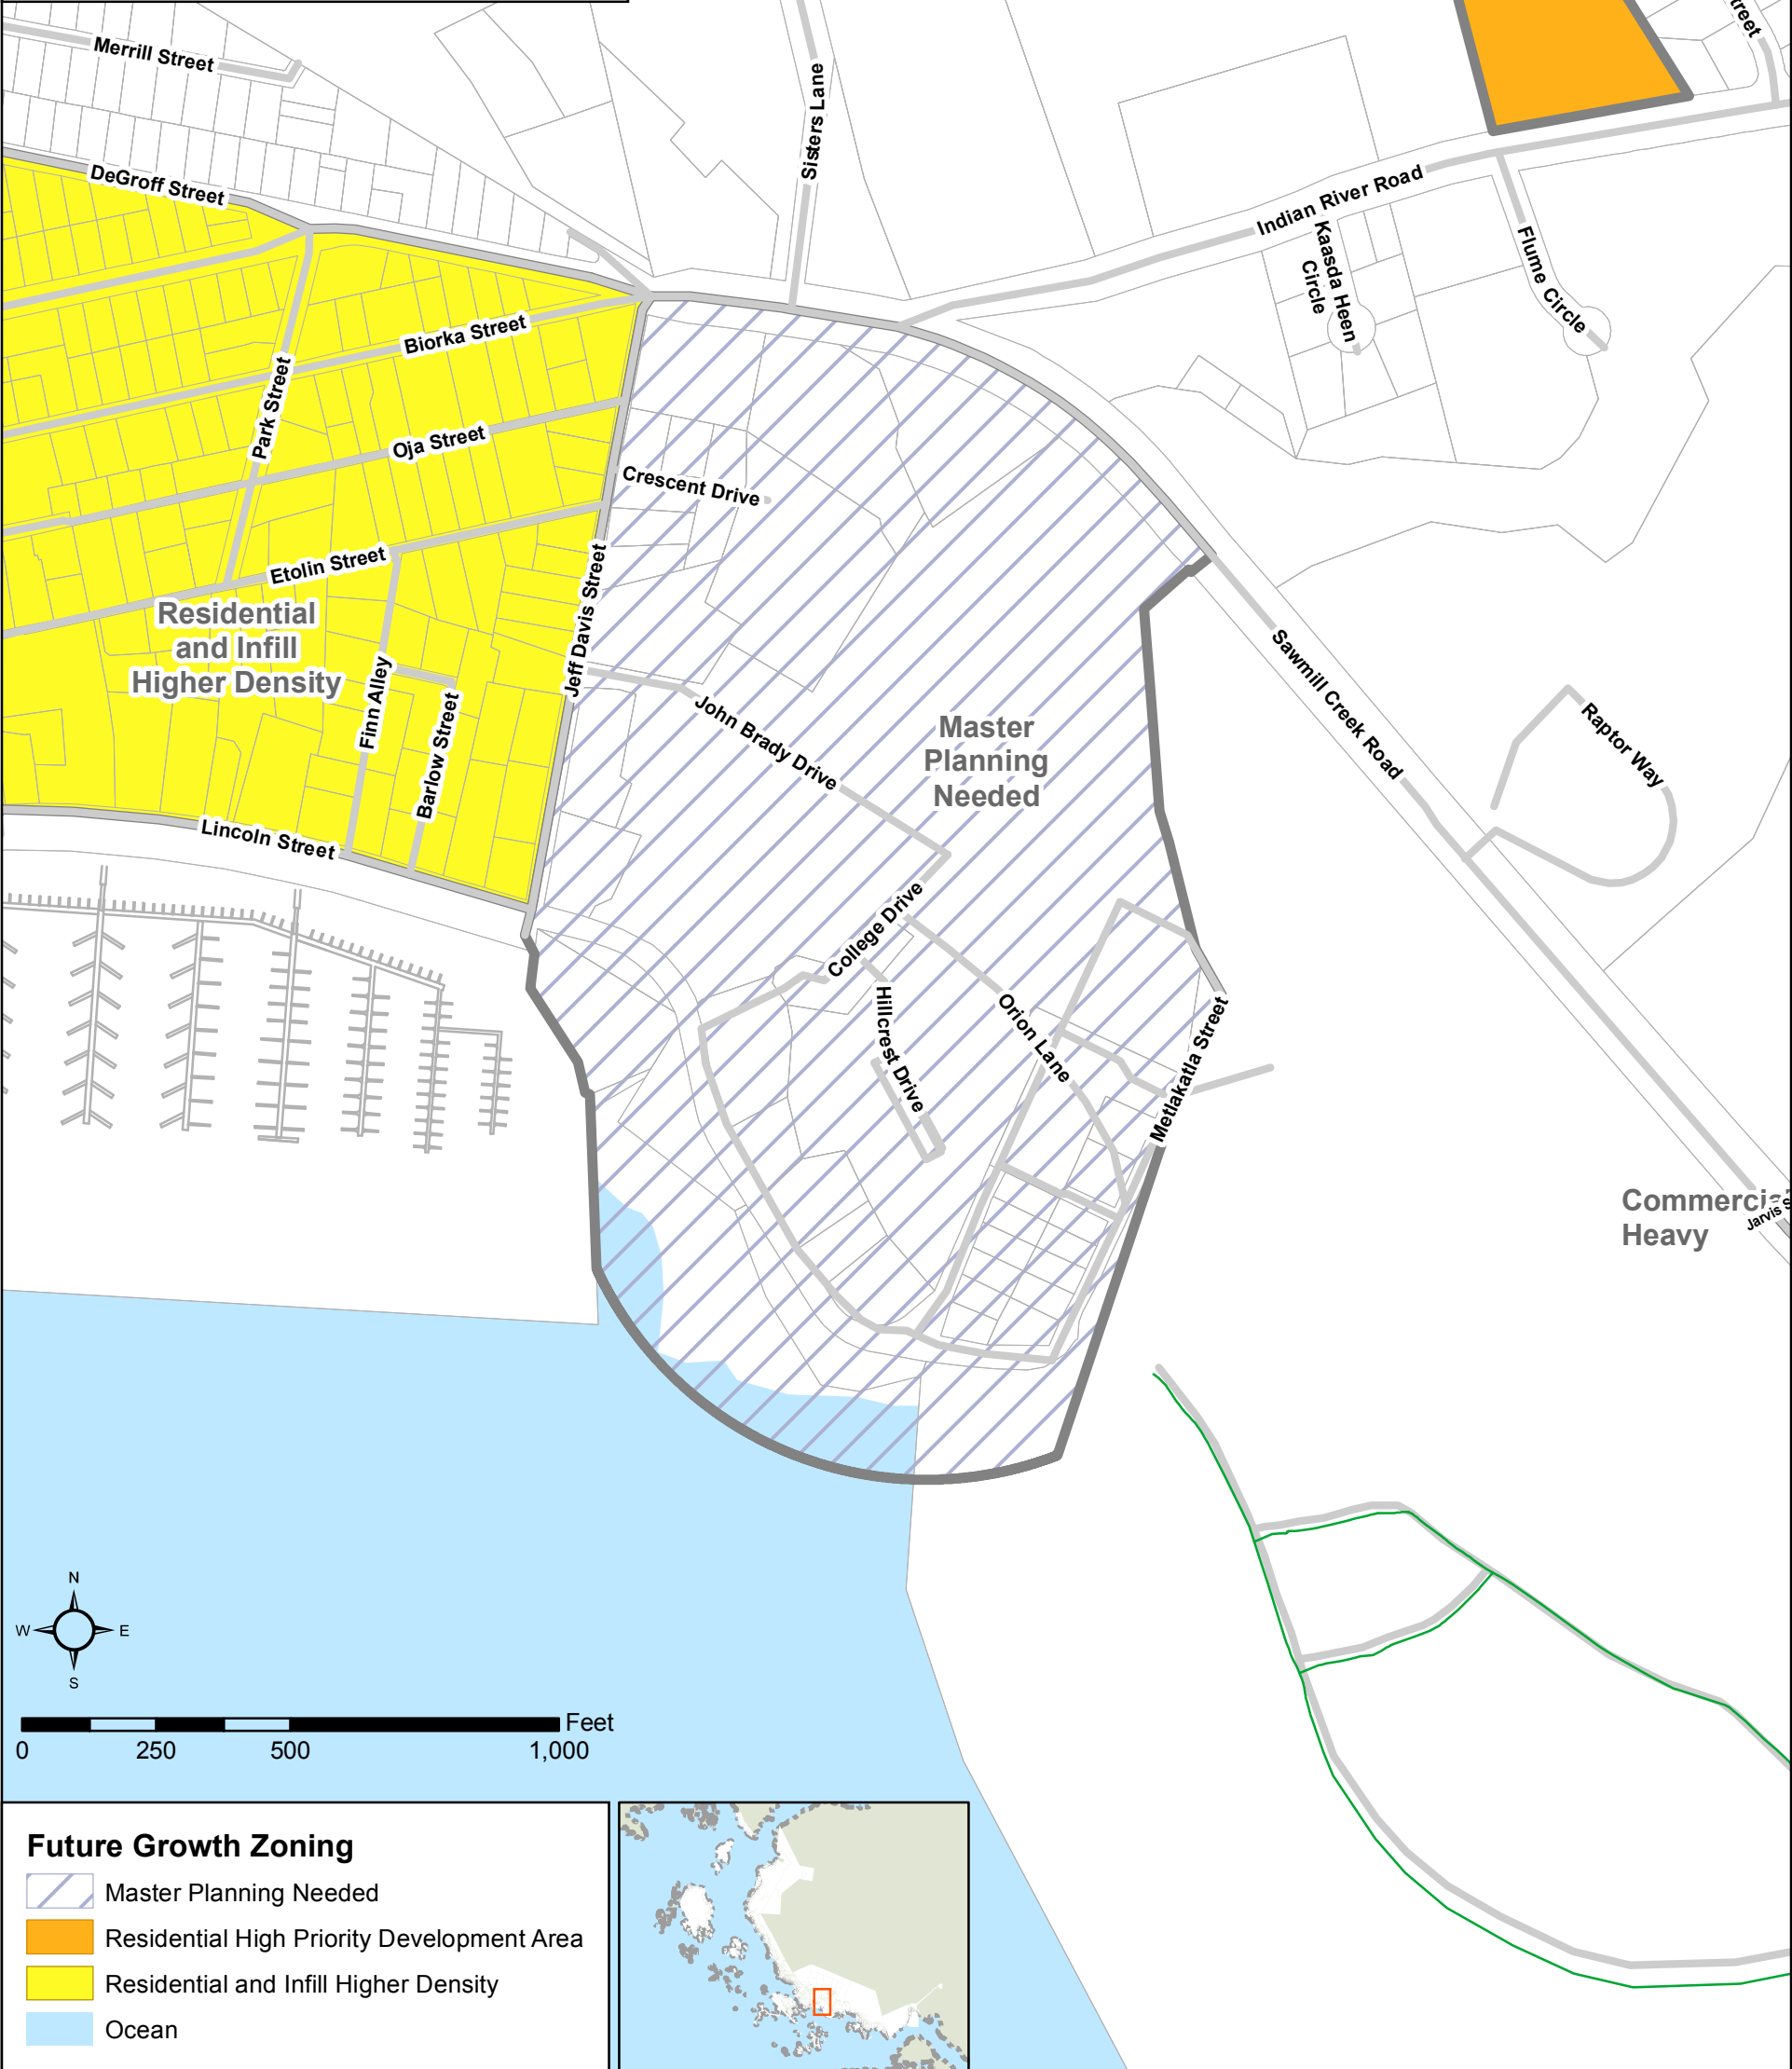 Merrill Street
Sisters Lane
treet
DeGroff Street
Indian River Road
Kaasda Heen
Circle
Flume Circle
Biorka Street
Park Street
Oja Street
Crescent Drive
Etolin Street
Jeff Davis Street
Residential
and Infill
Higher Density
Finn Alley
Barlow Street
John Brady Drive
Master
Planning
Needed
Sawmill Creek Road
Raptor Way
Lincoln Street
College Drive
Hillcrest Drive
Orion Lane
Metlakatla Street
Commercial
Heavy
Jarvis S
N
W
E
S
Feet
0 250 500 1,000
Future Growth Zoning
Master Planning Needed
Residential High Priority Development Area
Residential and Infill Higher Density
Ocean